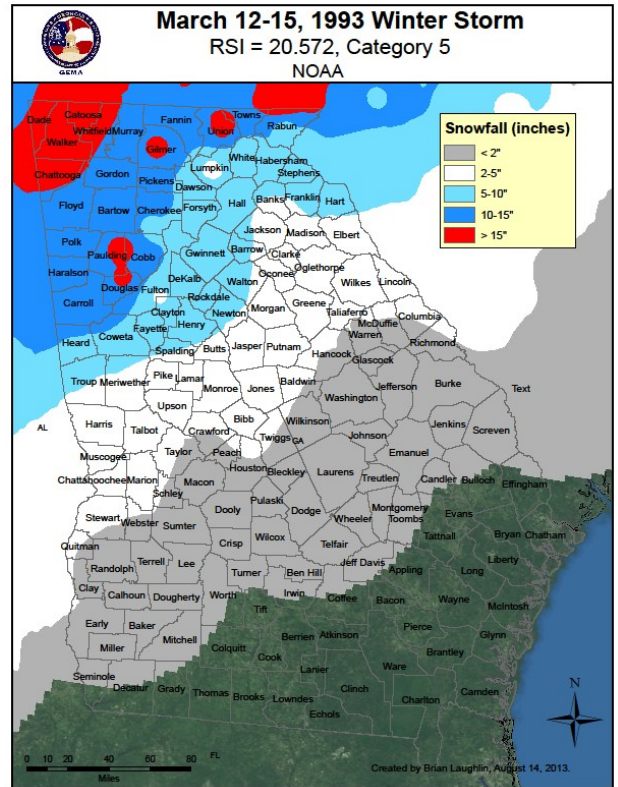 March 12-15, 1993 Winter Storm
RSI = 20.572, Category 5
NOAA
GEMA
Snowfall (inches)
< 2"
2-5"
5-10"
10-15"
> 15"
Dade Catoosa Fannin Towns Rabun
Walker Whitfield Murray Union
Gilmer
Chattooga Gordon Lumpkin White Habersham
Pickens Dawson Stephens
Floyd Bartow Cherokee Forsyth Hall Banks Franklin Hart
Jackson Madison Elbert
Polk Paulding Cobb Gwinnett Barrow Clarke
Haralson Oconee Oglethorpe
Douglas Fulton DeKalb Walton Wilkes Lincoln
Carroll Rockdale Morgan Greene
Clayton Newton Taliaferro McDuffie Columbia
Fayette Henry Warren
Heard Coweta Spalding Butts Jasper Putnam Hancock Glascock Richmond
Troup Meriwether Pike Lamar Monroe Jones Baldwin Washington Jefferson Burke Text
Upson
AL Harris Talbot Crawford Bibb Wilkinson Jenkins Screven
Twiggs GA Johnson
Muscogee Taylor Peach Emanuel
Houston Bleckley Laurens
Chattahoochee Marion Macon Treutlen Candler Bulloch Effingham
Schley Pulaski
Stewart Webster Sumter Dooly Dodge Wheeler Montgomery Toombs Evans
Tattnall Bryan Chatham
Quitman Crisp Wilcox Telfair
Randolph Terrell Lee Turner Ben Hill Jeff Davis Appling Long Liberty
Clay Calhoun Dougherty Worth Irwin Coffee Bacon Wayne McIntosh
Tift
Early Baker Pierce Glynn
Miller Mitchell Colquitt Berrien Atkinson Brantley
Cook Ware
Seminole Lanier
Decatur Grady Thomas Brooks Lowndes Clinch Charlton Camden
Echols
N
0 10 20 40 60 80
Miles
FL
Created by Brian Laughlin, August 14, 2013.